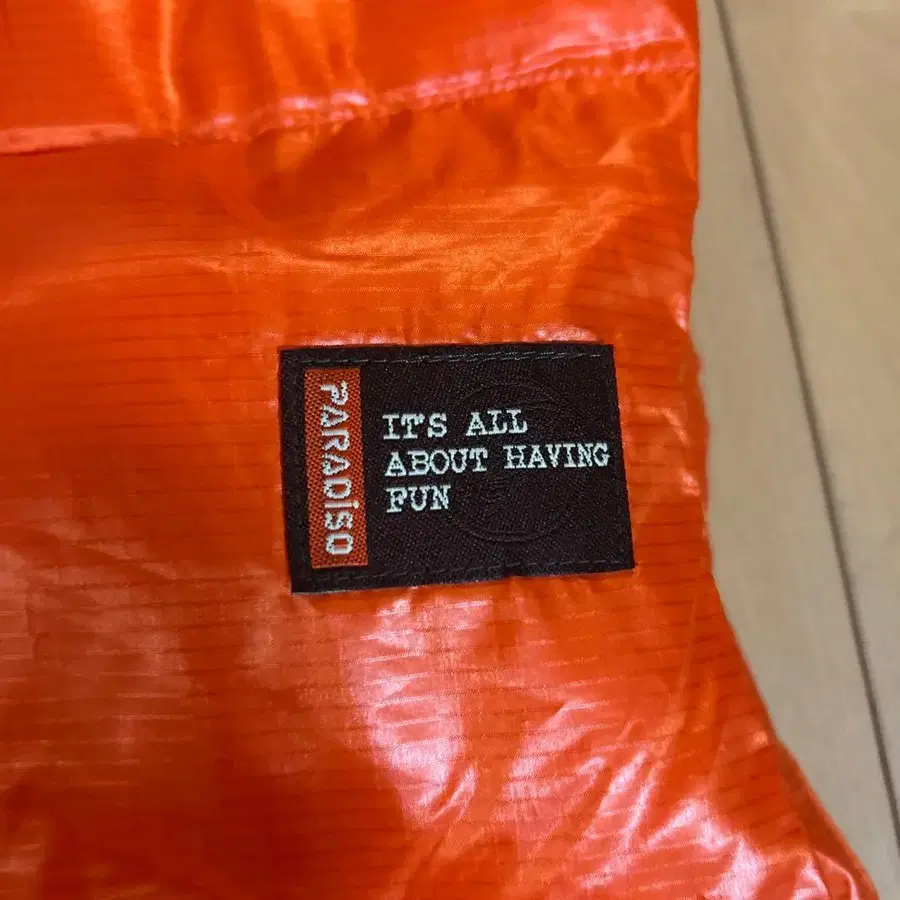 PARADiSO
IT'S ALL
ABOUT HAVING
FUN